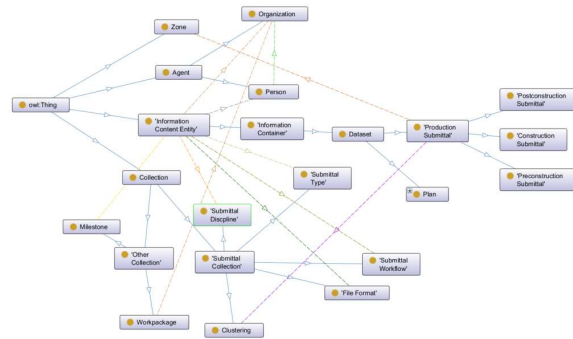 Organization
Zone
Agent
Person
owl:Thing
'Information
Content Entity'
'Information
Container'
Dataset
'Production
Submittal'
'Postconstruction
Submittal'
'Construction
Submittal'
'Preconstruction
Submittal'
Collection
'Submittal
Type'
Plan
'Submittal
Discpline'
Milestone
'Other
Collection'
'Submittal
Collection'
'Submittal
Workflow'
'File Format'
Workpackage
Clustering